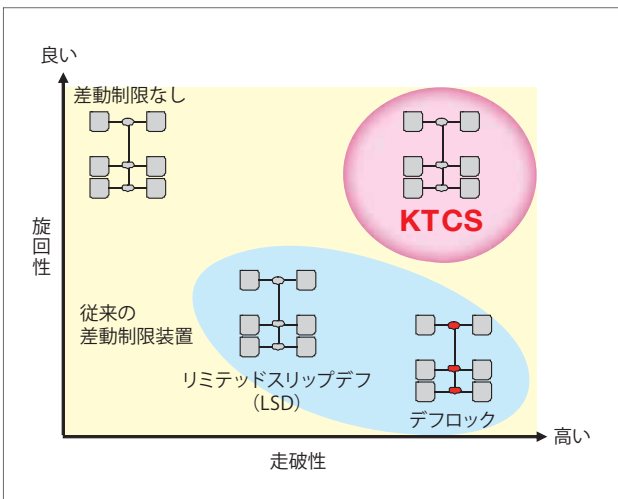 良い
差動制限なし
KTCS
旋回性
従来の
差動制限装置
リミテッドスリップデフ
（LSD）
デフロック
高い
走破性